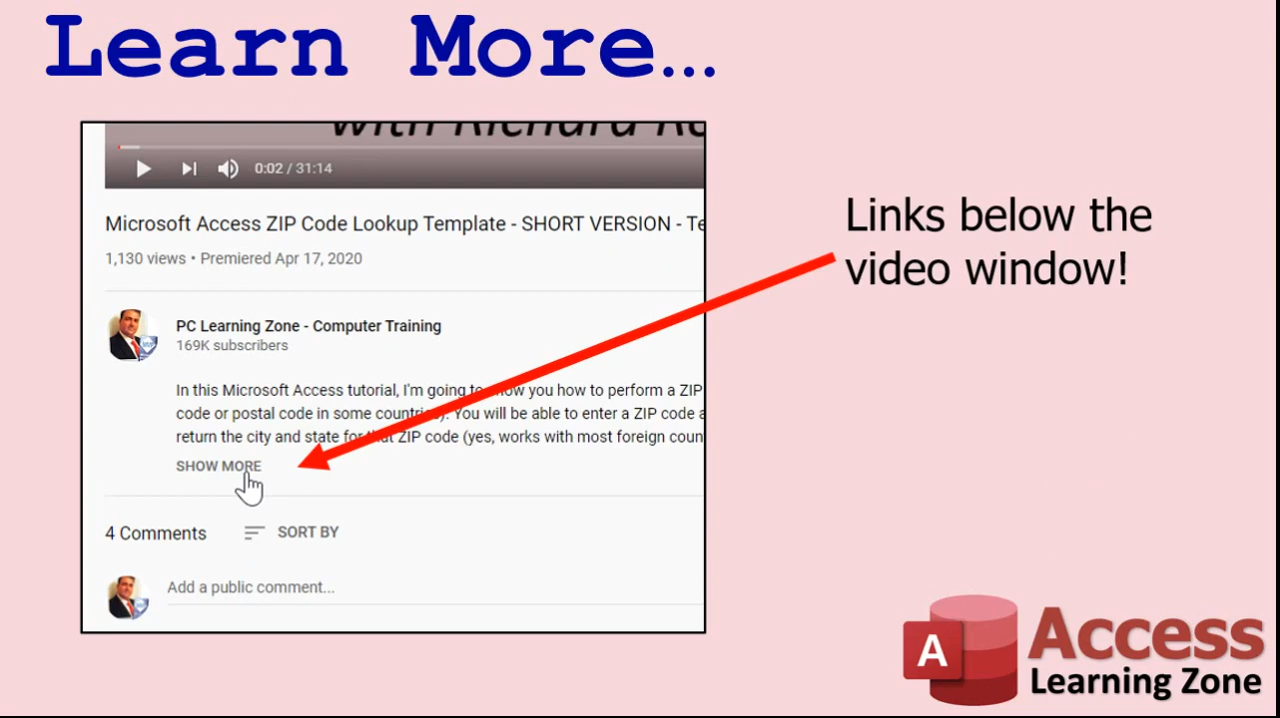 Learn More...
with Richard
0:02 / 31:14
Microsoft Access ZIP Code Lookup Template - SHORT VERSION - Te
1,130 views • Premiered Apr 17, 2020
PC Learning Zone - Computer Training
169K subscribers
In this Microsoft Access tutorial, I'm going to show you how to perform a ZIP
code or postal code in some countries). You will be able to enter a ZIP code a
return the city and state for that ZIP code (yes, works with most foreign coun
SHOW MORE
4 Comments
SORT BY
Add a public comment...
Links below the
video window!
A
Access
Learning Zone